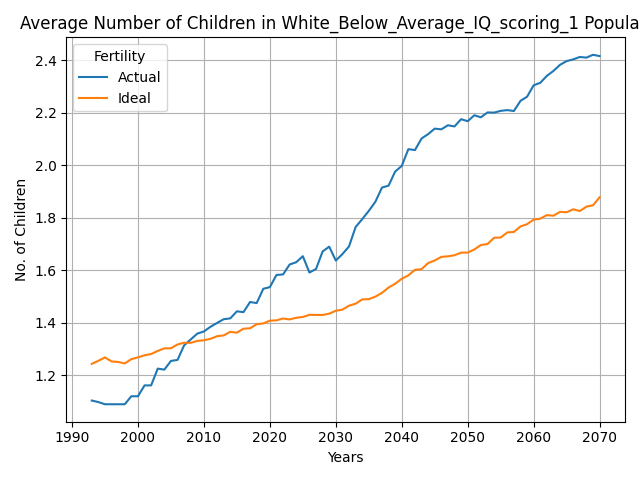 Average Number of Children in White_Below_Average_IQ_scoring_1 Popula
Fertility
Actual
Ideal
No. of Children
2.4
2.2
2.0
1.8
1.6
1.4
1.2
1990 2000 2010 2020 2030 2040 2050 2060 2070
Years